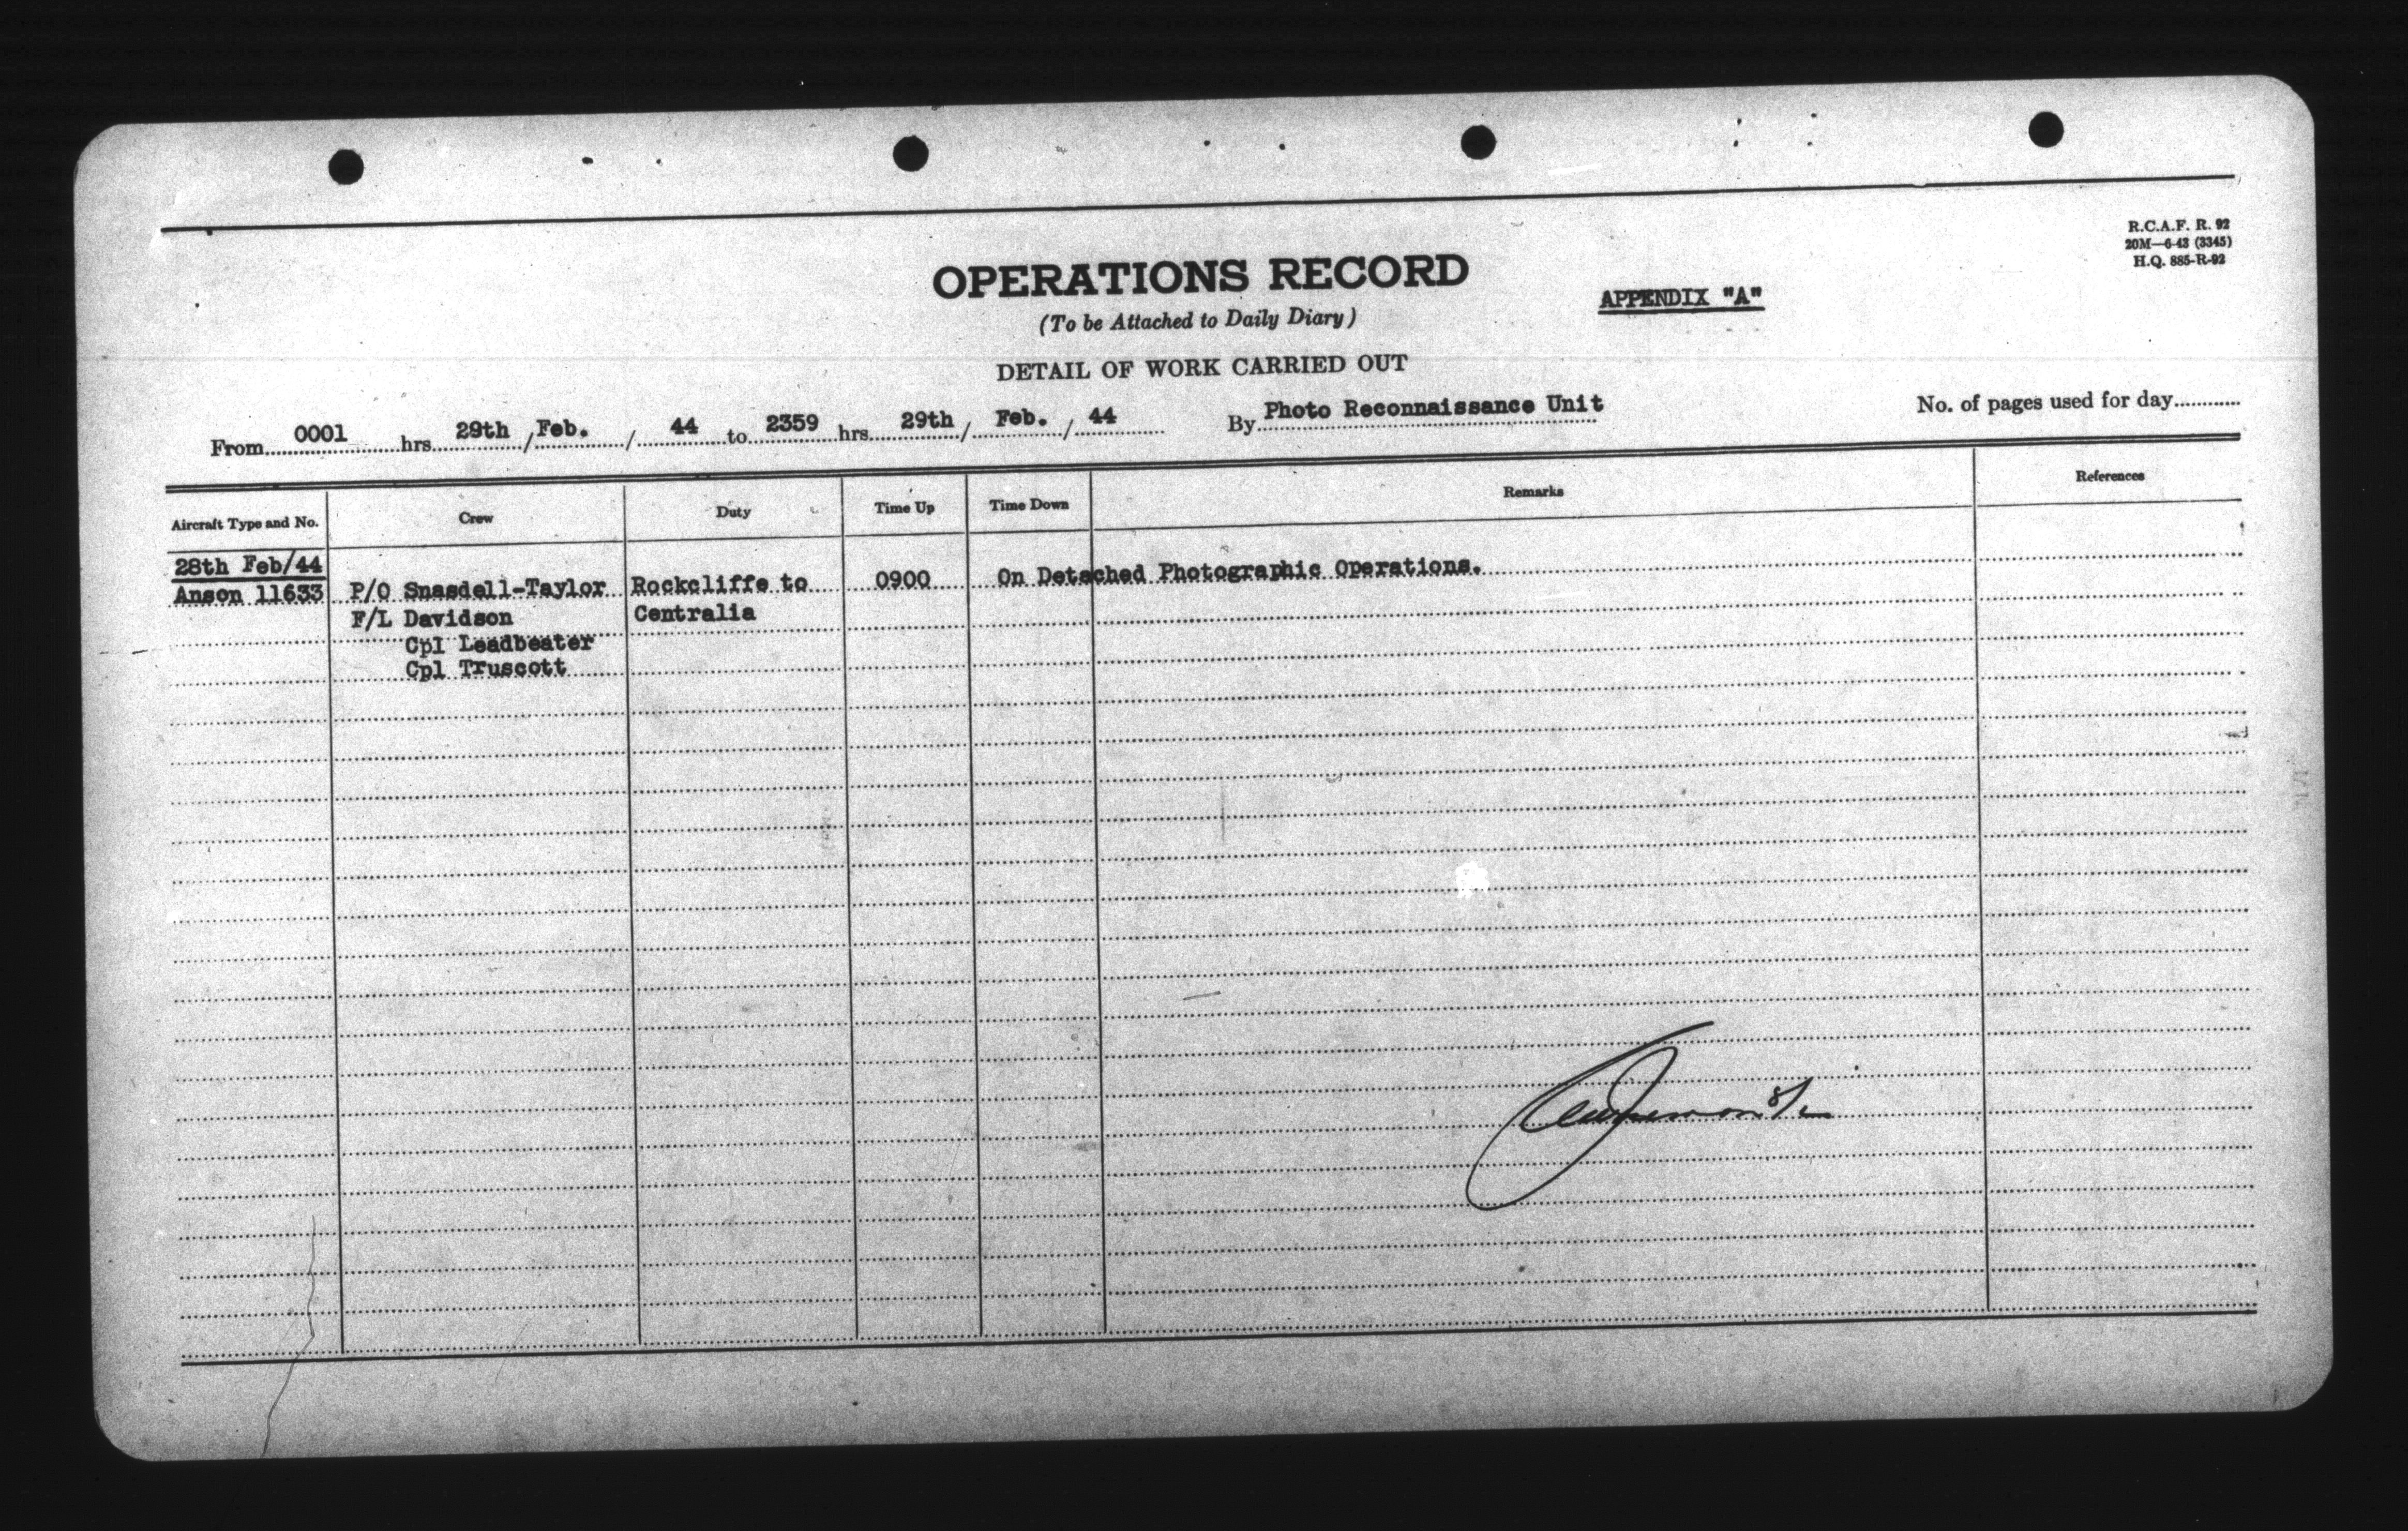 R.C.A.F. R. 92
20M—6-43 (3345)
H.Q. 885-R-92
OPERATIONS RECORD
APPENDIX "A"
(To be Attached to Daily Diary)
DETAIL OF WORK CARRIED OUT
From 0001 hrs 29th / Feb. / 44 to 2359 hrs 29th / Feb. / 44 By Photo Reconnaissance Unit No. of pages used for day
Aircraft Type and No. Crew Duty Time Up Time Down Remarks References
28th Feb/44
Anson 11633 P/O Snasdell-Taylor Rockcliffe to 0900 On Detached Photographic Operations.
F/L Davidson Centralia
Cpl Leadbeater
Cpl Truscott